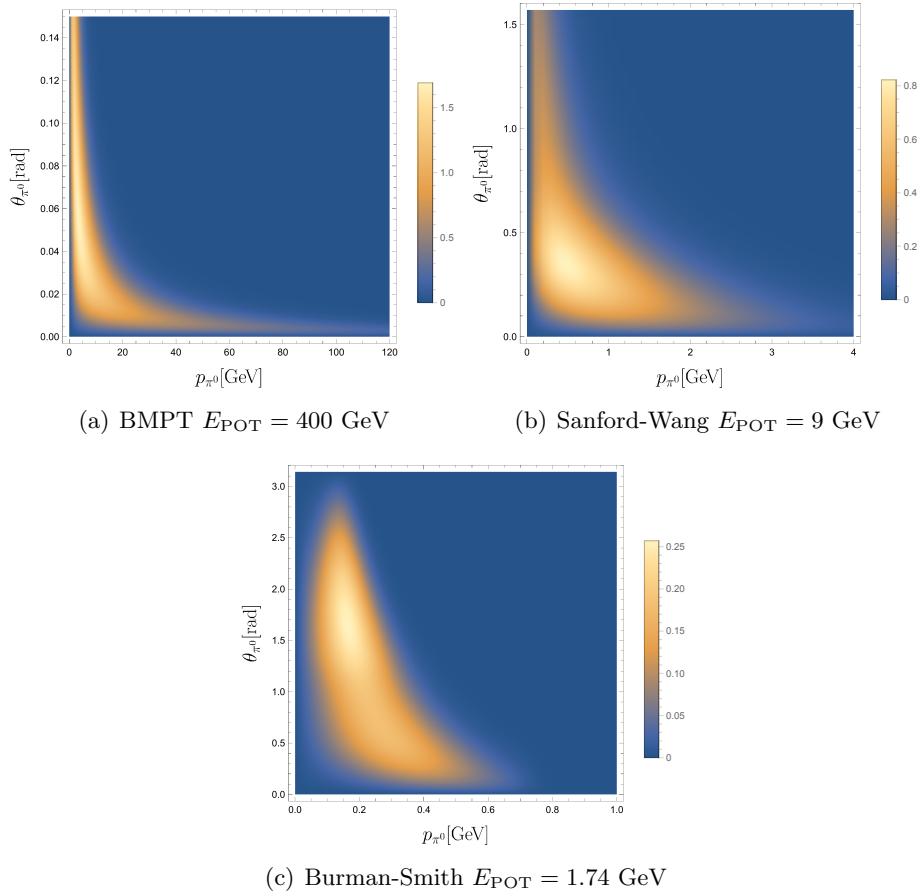 0.14
0.12
0.10
0.08
0.06
0.04
0.02
0.00
θπ⁰[rad]
0 20 40 60 80 100 120
pπ⁰[GeV]
1.5
1.0
0.5
0
(a) BMPT E_POT = 400 GeV
1.5
1.0
0.5
0.0
θπ⁰[rad]
0 1 2 3 4
pπ⁰[GeV]
0.8
0.6
0.4
0.2
0
(b) Sanford-Wang E_POT = 9 GeV
3.0
2.5
2.0
1.5
1.0
0.5
0.0
θπ⁰[rad]
0.0 0.2 0.4 0.6 0.8 1.0
pπ⁰[GeV]
0.25
0.20
0.15
0.10
0.05
0
(c) Burman-Smith E_POT = 1.74 GeV